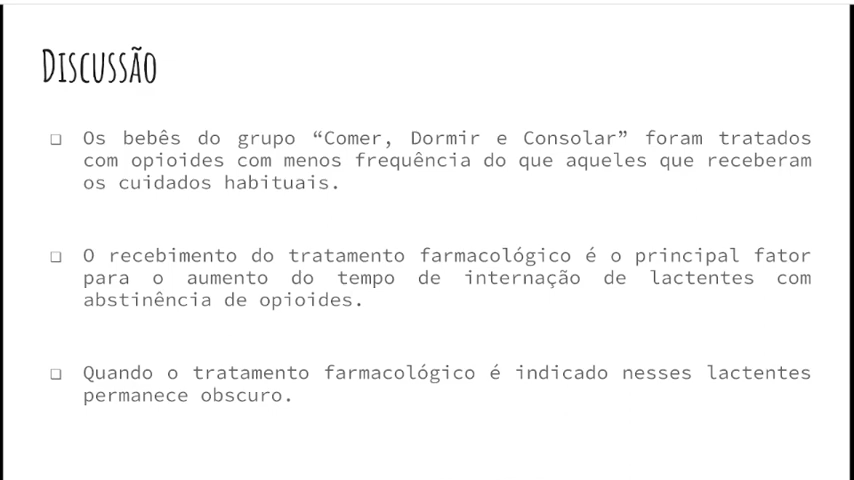 Discussão
❏ Os bebês do grupo “Comer, Dormir e Consolar” foram tratados
com opioides com menos frequência do que aqueles que receberam
os cuidados habituais.
❏ O recebimento do tratamento farmacológico é o principal fator
para o aumento do tempo de internação de lactentes com
abstinência de opioides.
❏ Quando o tratamento farmacológico é indicado nesses lactentes
permanece obscuro.